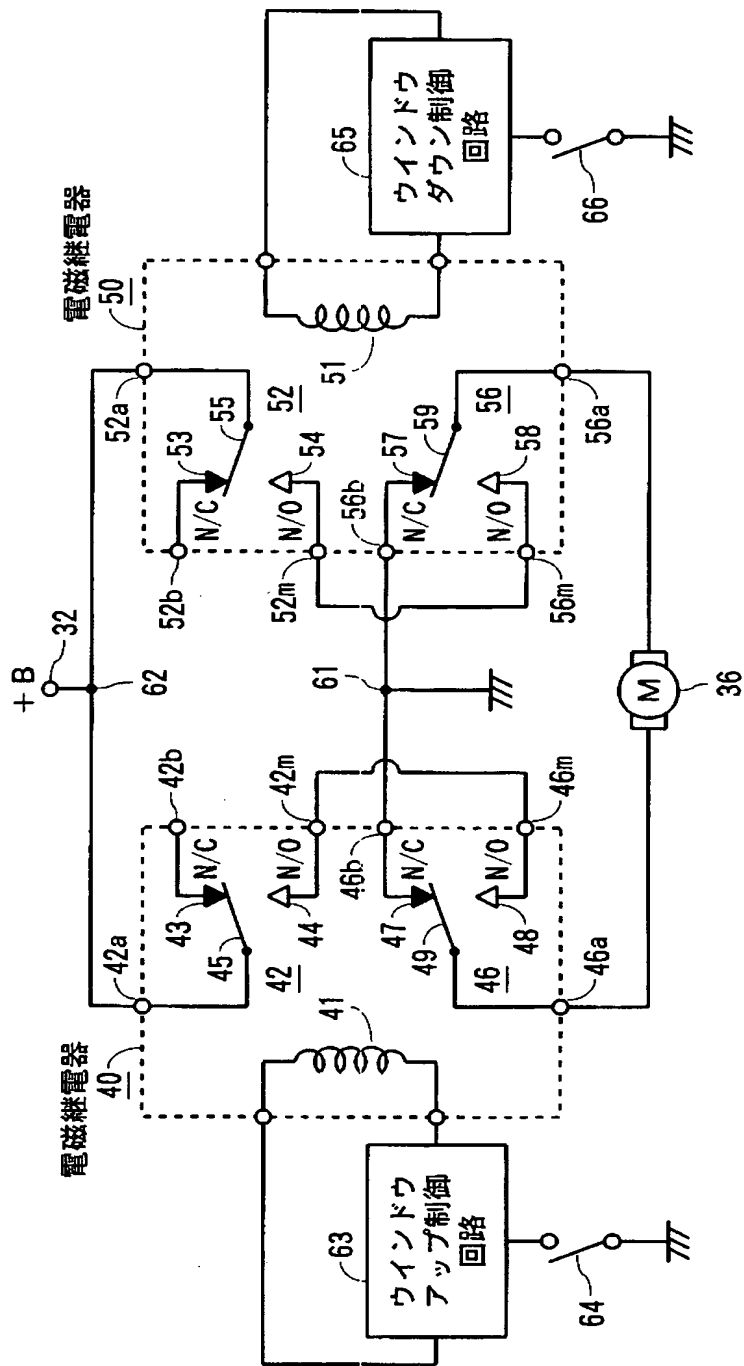 +B
32
62
電磁継電器
40
42a
42b
43
N/C
45
42
44
N/O
42m
41
46b
47
N/C
49
46
48
N/O
46m
46a
63
ウインドウ
アップ制御
回路
64
61
M
36
電磁継電器
50
52a
52b
53
N/C
55
52
54
N/O
52m
51
56b
57
N/C
59
56
58
N/O
56m
56a
65
ウインドウ
ダウン制御
回路
66